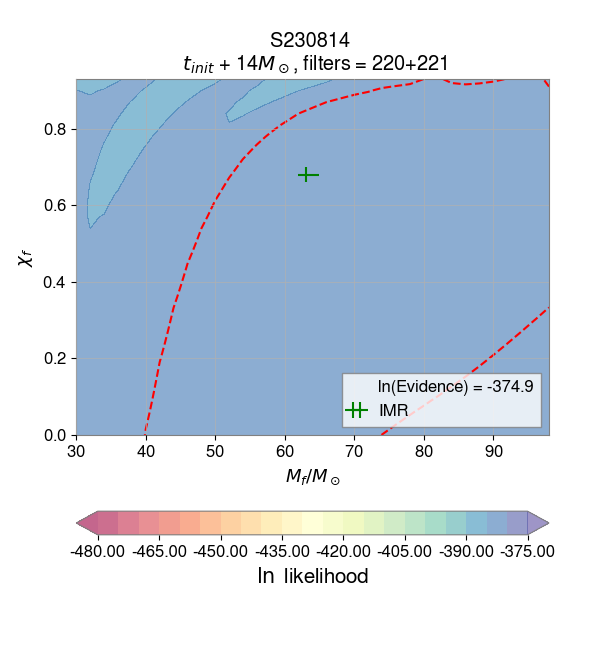 S230814
t_init + 14M_⊙, filters = 220+221
χ_f
0.8
0.6
0.4
0.2
0.0
30 40 50 60 70 80 90
ln(Evidence) = -374.9
IMR
M_f/M_⊙
-480.00 -465.00 -450.00 -435.00 -420.00 -405.00 -390.00 -375.00
ln likelihood